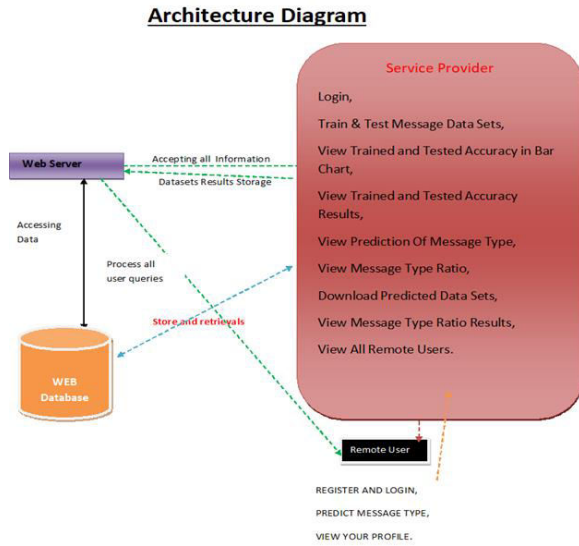 Architecture Diagram
Service Provider
Login,
Train & Test Message Data Sets,
View Trained and Tested Accuracy in Bar
Chart,
View Trained and Tested Accuracy
Results,
View Prediction Of Message Type,
View Message Type Ratio,
Download Predicted Data Sets,
View Message Type Ratio Results,
View All Remote Users.
Web Server
Accepting all Information
Datasets Results Storage
Accessing
Data
Process all
user queries
Store and retrievals
WEB
Database
Remote User
REGISTER AND LOGIN,
PREDICT MESSAGE TYPE,
VIEW YOUR PROFILE.